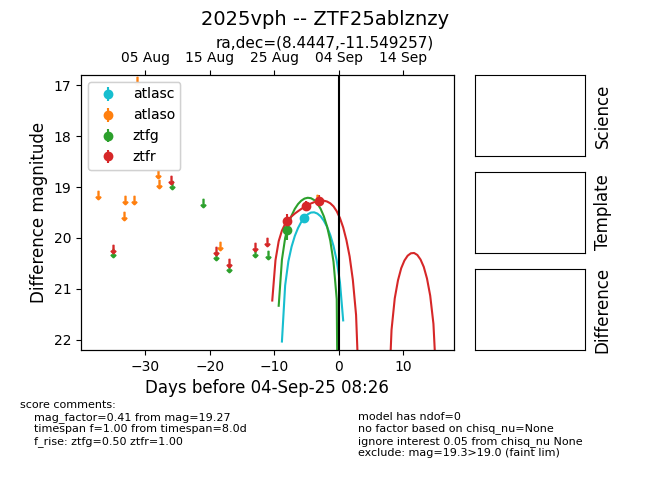 2025vph -- ZTF25ablznzy
ra,dec=(8.4447,-11.549257)
05 Aug 15 Aug 25 Aug 04 Sep 14 Sep
17
18
19
20
21
22
Difference magnitude
atlasc
atlaso
ztfg
ztfr
−30 −20 −10 0 10
Days before 04-Sep-25 08:26
Science
Template
Difference
score comments:
mag_factor=0.41 from mag=19.27
timespan f=1.00 from timespan=8.0d
f_rise: ztfg=0.50 ztfr=1.00
model has ndof=0
no factor based on chisq_nu=None
ignore interest 0.05 from chisq_nu None
exclude: mag=19.3>19.0 (faint lim)